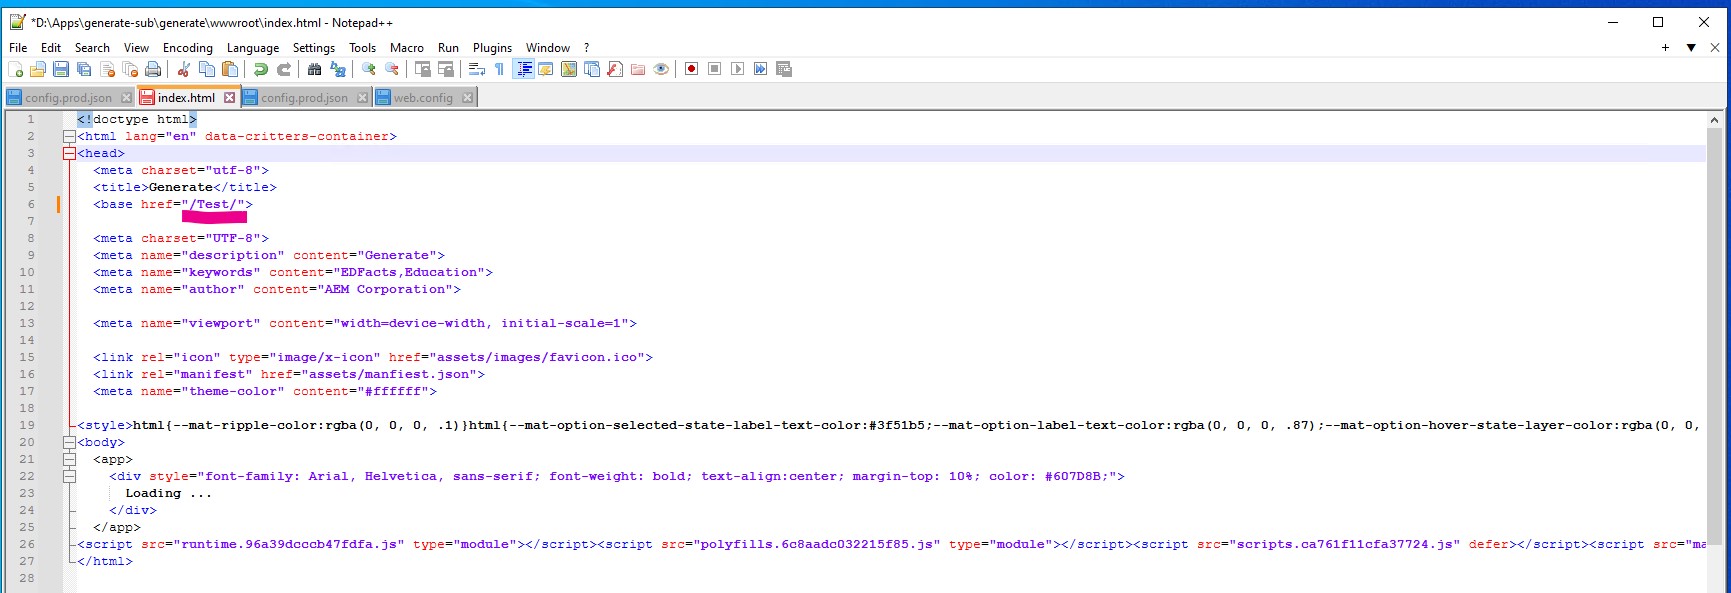 *D:\Apps\generate-sub\generate\wwwroot\index.html - Notepad++
File Edit Search View Encoding Language Settings Tools Macro Run Plugins Window ?
config.prod.json index.html config.prod.json web.config
1 <!doctype html>
2 <html lang="en" data-critters-container>
3 <head>
4 <meta charset="utf-8">
5 <title>Generate</title>
6 <base href="/Test/">
7
8 <meta charset="UTF-8">
9 <meta name="description" content="Generate">
10 <meta name="keywords" content="EDFacts,Education">
11 <meta name="author" content="AEM Corporation">
12
13 <meta name="viewport" content="width=device-width, initial-scale=1">
14
15 <link rel="icon" type="image/x-icon" href="assets/images/favicon.ico">
16 <link rel="manifest" href="assets/manfiest.json">
17 <meta name="theme-color" content="#ffffff">
18
19 <style>html{--mat-ripple-color:rgba(0, 0, 0, .1)}html{--mat-option-selected-state-label-text-color:#3f51b5;--mat-option-label-text-color:rgba(0, 0, 0, .87);--mat-option-hover-state-layer-color:rgba(0, 0,
20 <body>
21 <app>
22 <div style="font-family: Arial, Helvetica, sans-serif; font-weight: bold; text-align:center; margin-top: 10%; color: #607D8B;">
23 Loading ...
24 </div>
25 </app>
26 <script src="runtime.96a39dcccb47fdfa.js" type="module"></script><script src="polyfills.6c8aadc032215f85.js" type="module"></script><script src="scripts.ca761f11cfa37724.js" defer></script><script src="ma
27 </html>
28